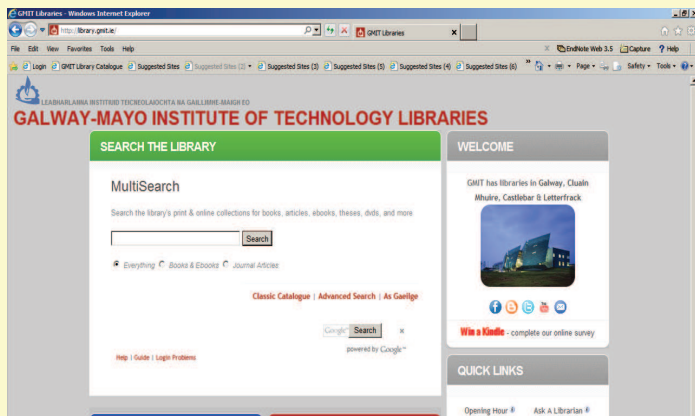 GMIT Libraries - Windows Internet Explorer
http://library.gmit.ie/
GMIT Libraries
File Edit View Favorites Tools Help
EndNote Web 3.5 Capture ? Help
Login GMIT Library Catalogue Suggested Sites Suggested Sites (2) Suggested Sites (3) Suggested Sites (5) Suggested Sites (4) Suggested Sites (6) Page Safety Tools
LEABHARLANNA INSTITIÚID TEICNEOLAÍOCHTA NA GAILLIMHE-MAIGH EO
GALWAY-MAYO INSTITUTE OF TECHNOLOGY LIBRARIES
SEARCH THE LIBRARY
MultiSearch
Search the library's print & online collections for books, articles, ebooks, theses, dvds, and more
Search
Everything Books & Ebooks Journal Articles
Classic Catalogue | Advanced Search | As Gaeilge
Google™ Search x
powered by Google™
Help | Guide | Login Problems
WELCOME
GMIT has libraries in Galway, Cluain
Mhuire, Castlebar & Letterfrack
Win a Kindle - complete our online survey
QUICK LINKS
Opening Hour Ask A Librarian